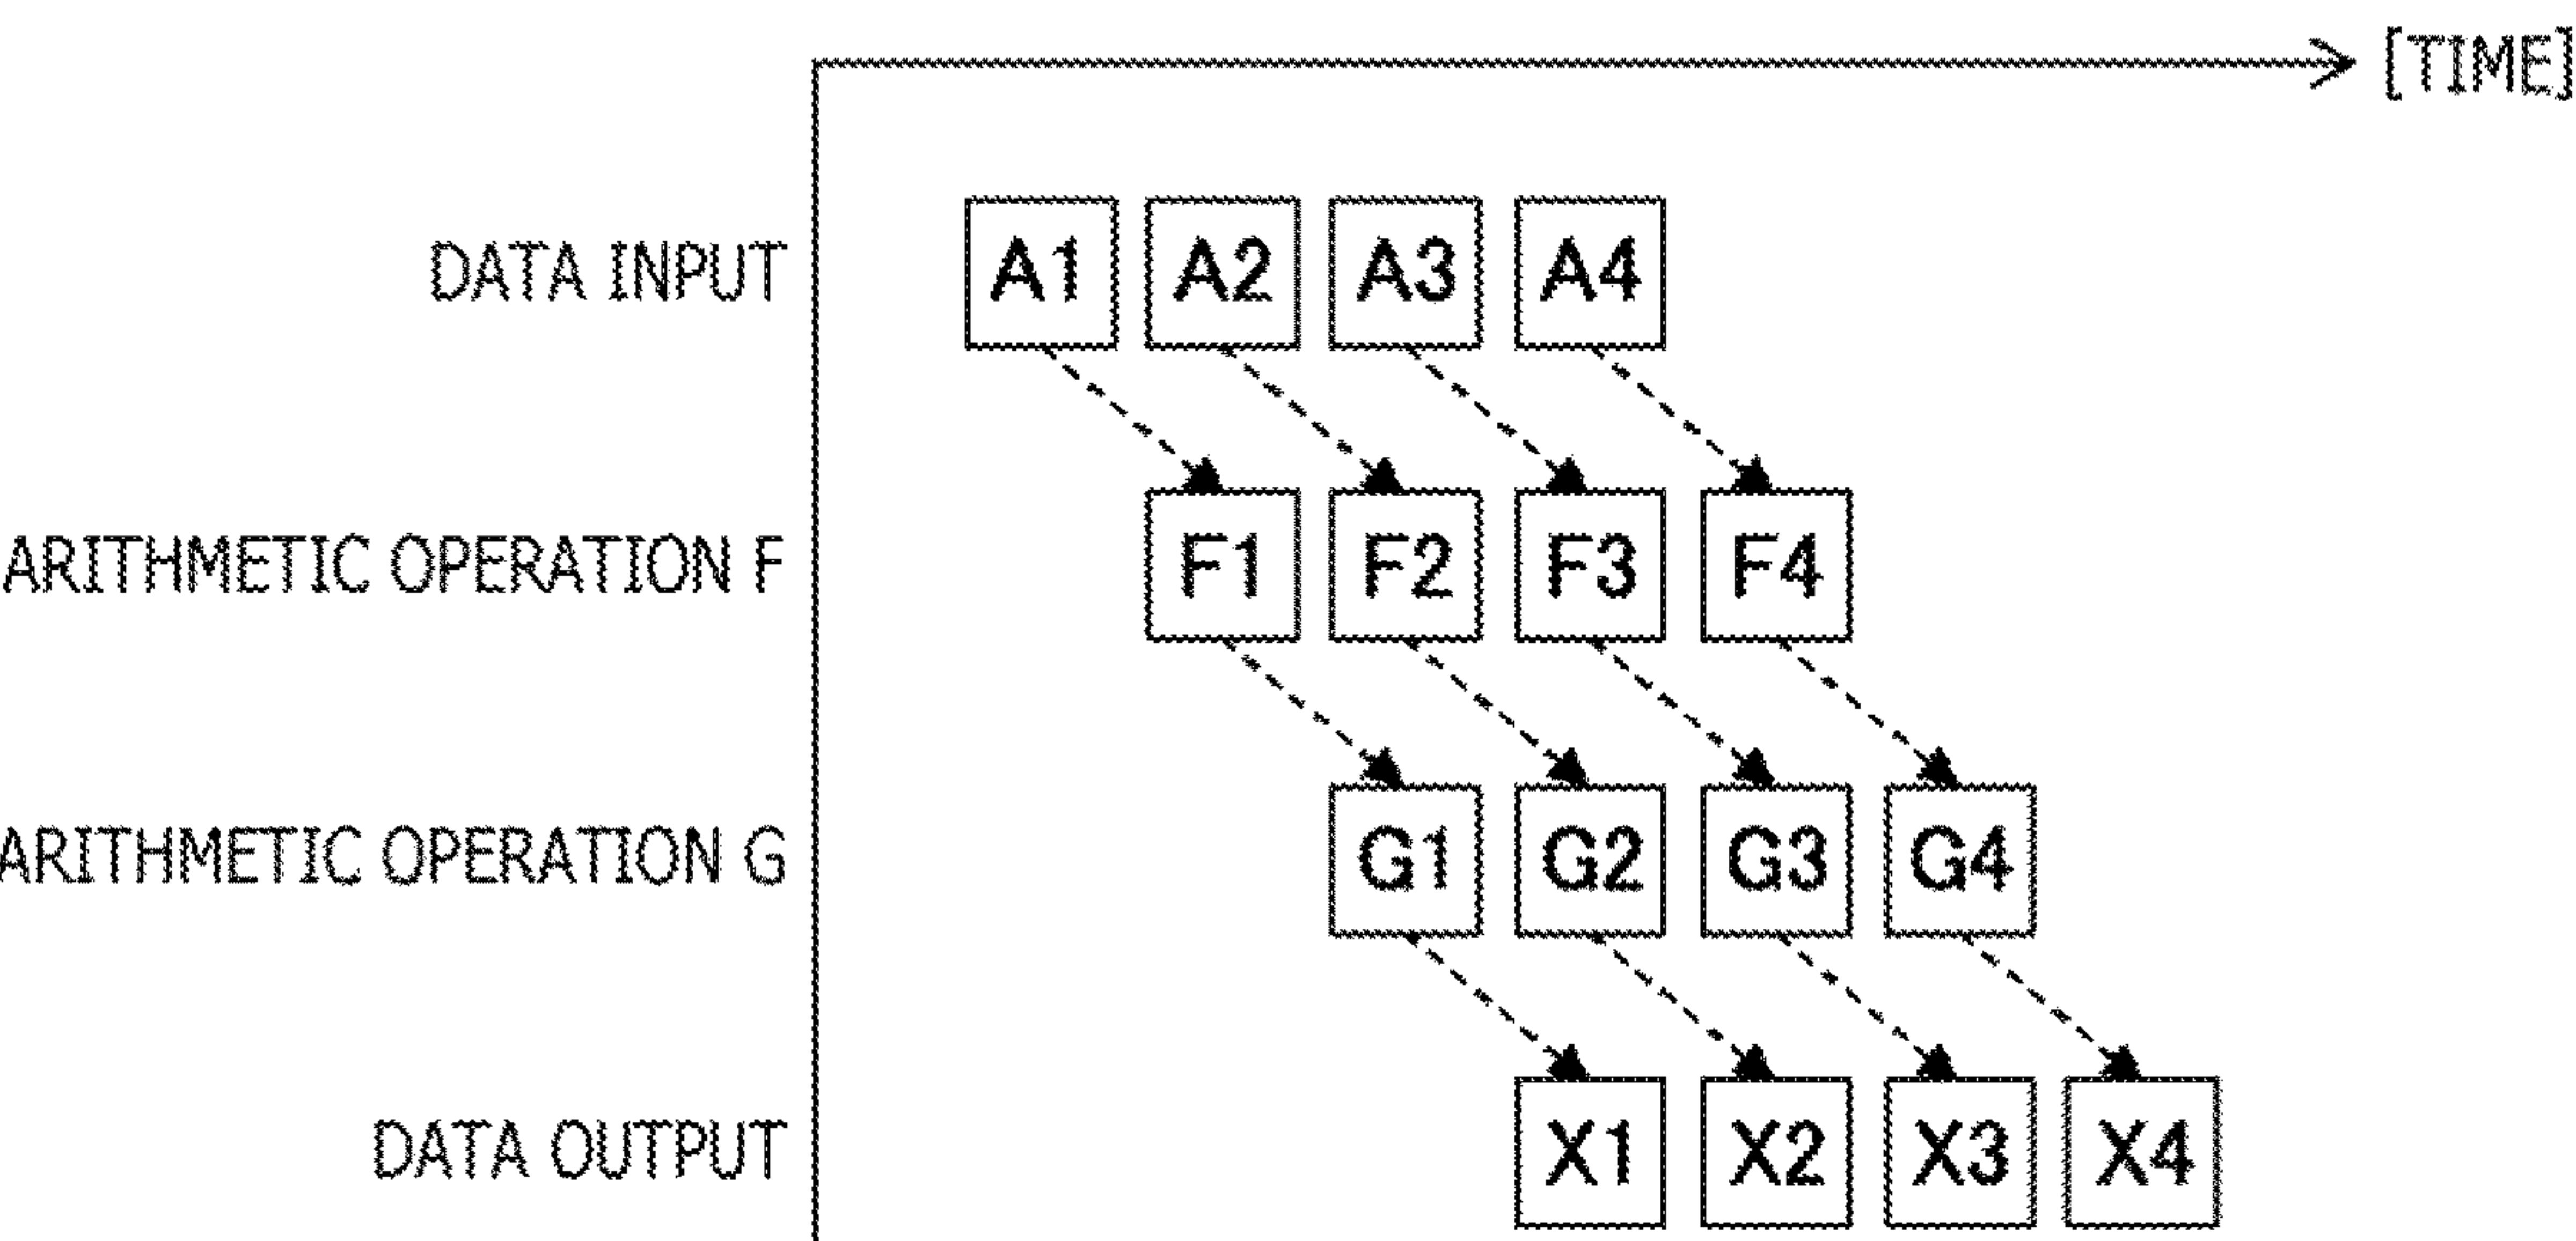 [TIME]
DATA INPUT A1 A2 A3 A4
ARITHMETIC OPERATION F F1 F2 F3 F4
ARITHMETIC OPERATION G G1 G2 G3 G4
DATA OUTPUT X1 X2 X3 X4